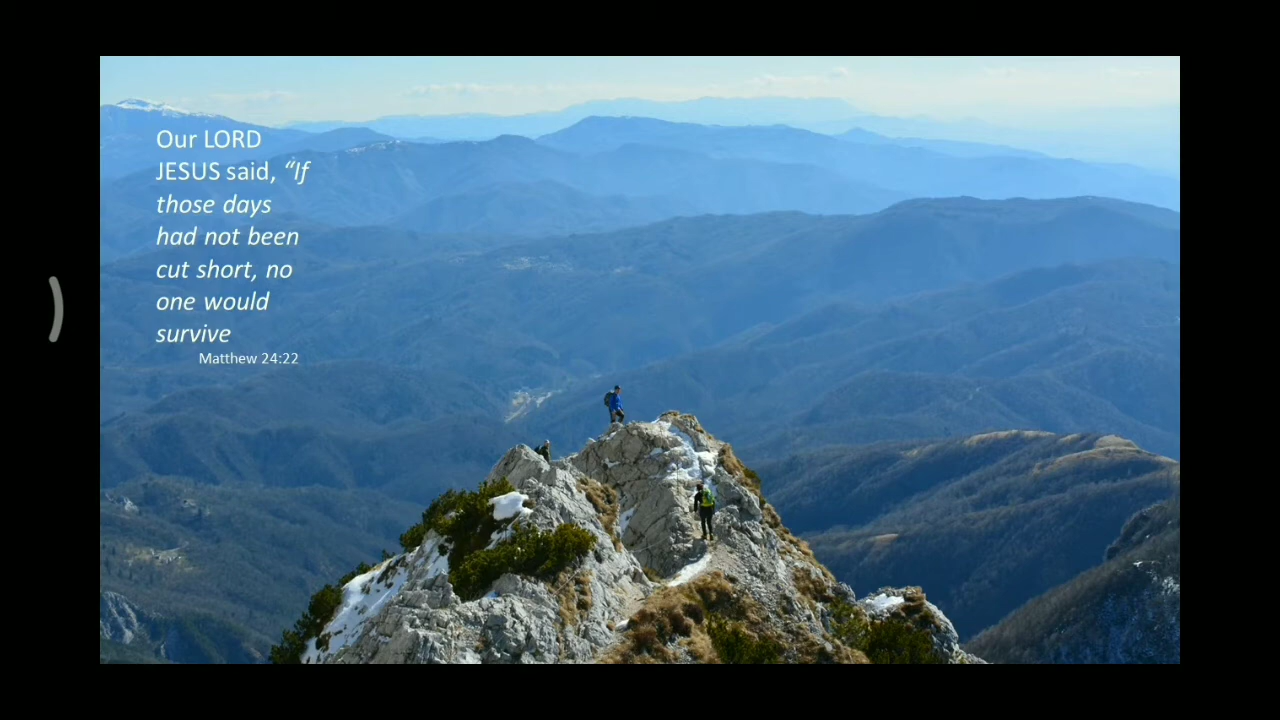 Our LORD
JESUS said, “If
those days
had not been
cut short, no
one would
survive
Matthew 24:22